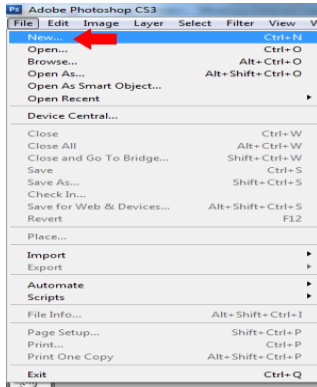 Ps Adobe Photoshop CS3
File Edit Image Layer Select Filter View
New... Ctrl+N
Open... Ctrl+O
Browse... Alt+Ctrl+O
Open As... Alt+Shift+Ctrl+O
Open As Smart Object...
Open Recent
Device Central...
Close Ctrl+W
Close All Alt+Ctrl+W
Close and Go To Bridge... Shift+Ctrl+W
Save Ctrl+S
Save As... Shift+Ctrl+S
Check In...
Save for Web & Devices... Alt+Shift+Ctrl+S
Revert F12
Place...
Import
Export
Automate
Scripts
File Info... Alt+Shift+Ctrl+I
Page Setup... Shift+Ctrl+P
Print... Ctrl+P
Print One Copy Alt+Shift+Ctrl+P
Exit Ctrl+Q